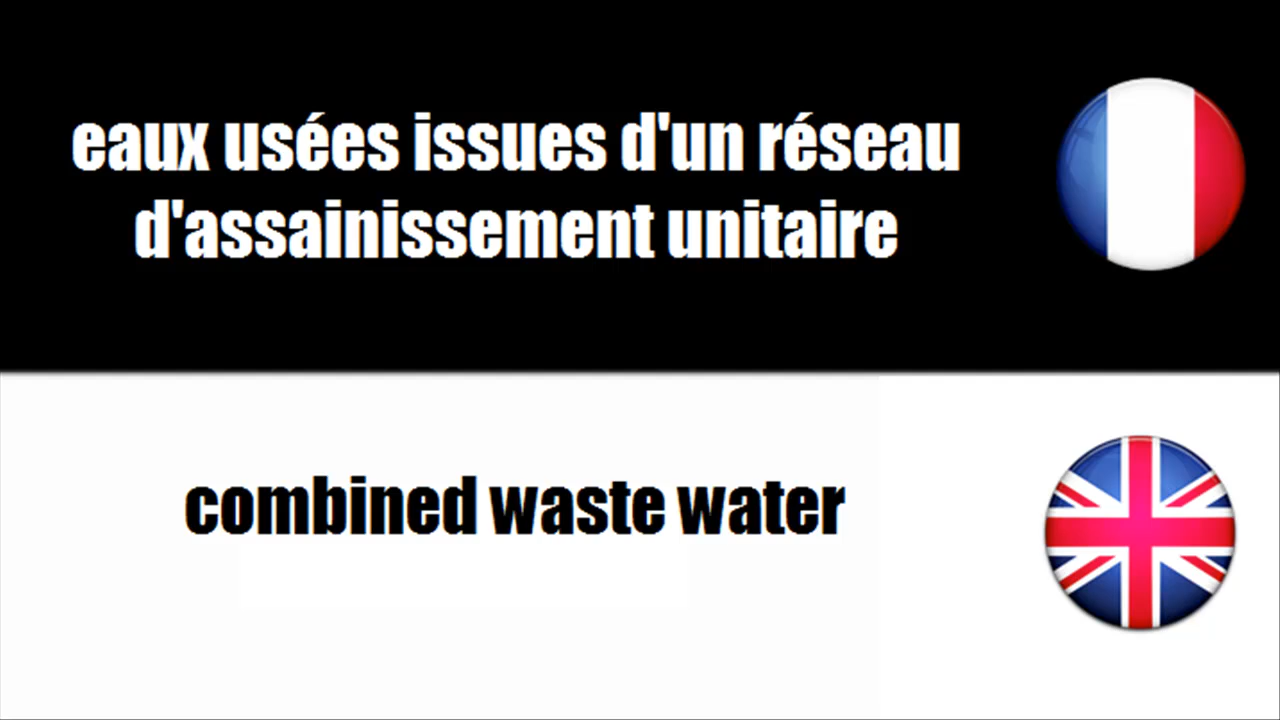 eaux usées issues d'un réseau
d'assainissement unitaire
combined waste water